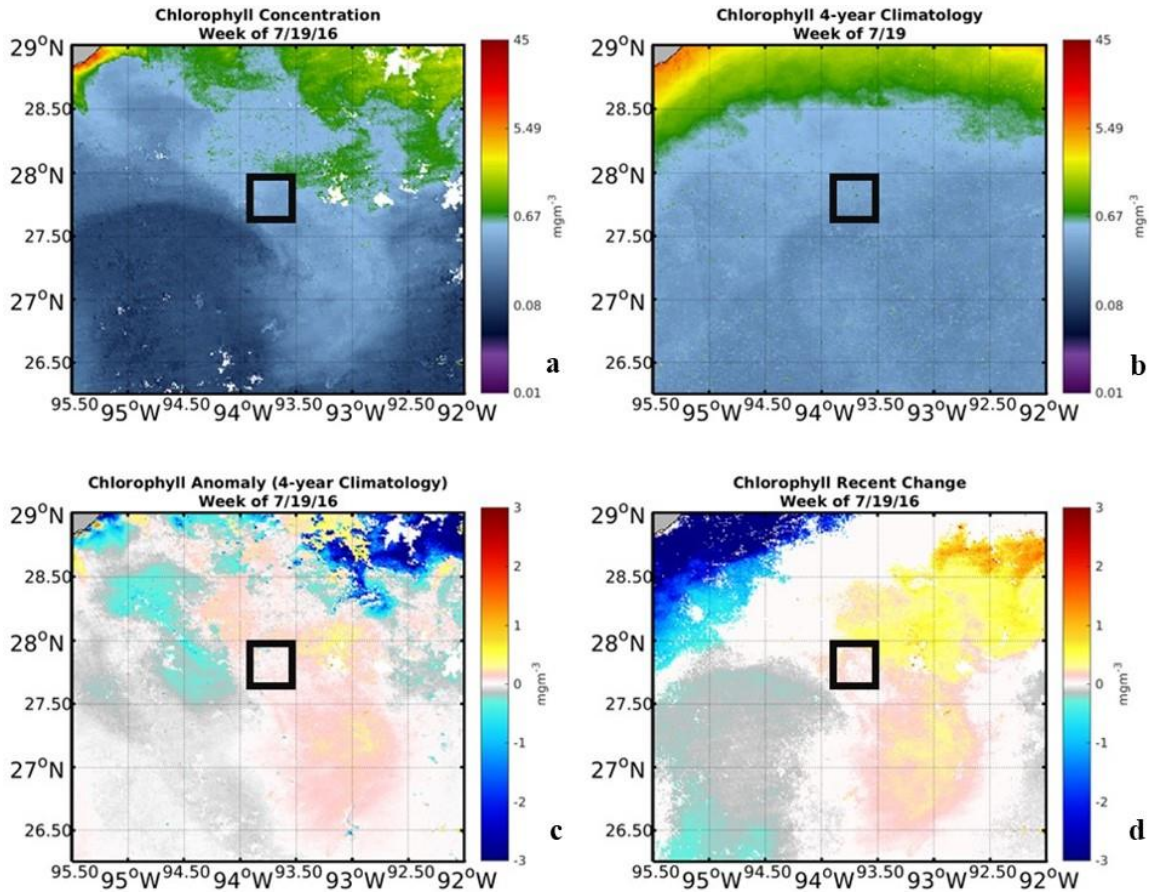 Chlorophyll Concentration
Week of 7/19/16
29°N
28.50
28°N
27.50
27°N
26.50
95.50 95°W 94.50 94°W 93.50 93°W 92.50 92°W
45
5.49
0.67
0.08
0.01
mgm-3
a
Chlorophyll 4-year Climatology
Week of 7/19
29°N
28.50
28°N
27.50
27°N
26.50
95.50 95°W 94.50 94°W 93.50 93°W 92.50 92°W
45
5.49
0.67
0.08
0.01
mgm-3
b
Chlorophyll Anomaly (4-year Climatology)
Week of 7/19/16
29°N
28.50
28°N
27.50
27°N
26.50
95.50 95°W 94.50 94°W 93.50 93°W 92.50 92°W
3
2
1
0
-1
-2
-3
mgm-3
c
Chlorophyll Recent Change
Week of 7/19/16
29°N
28.50
28°N
27.50
27°N
26.50
95.50 95°W 94.50 94°W 93.50 93°W 92.50 92°W
3
2
1
0
-1
-2
-3
mgm-3
d